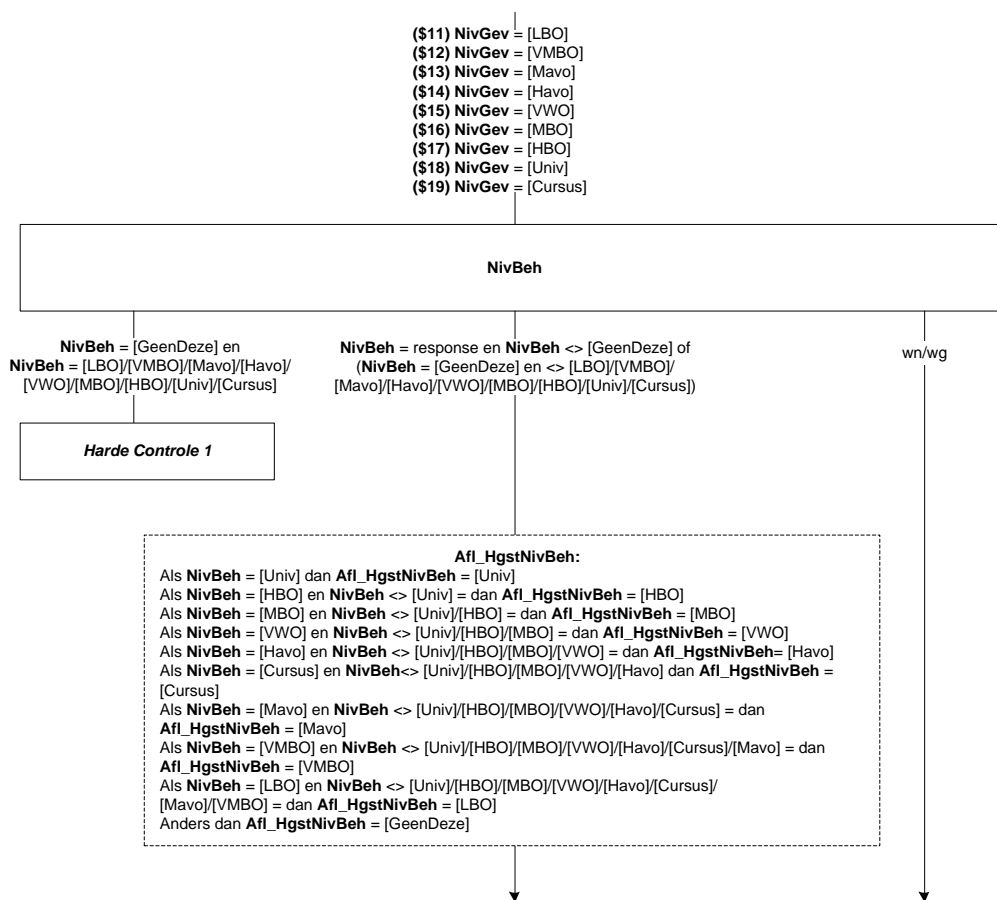 ($11) NivGev = [LBO]
($12) NivGev = [VMBO]
($13) NivGev = [Mavo]
($14) NivGev = [Havo]
($15) NivGev = [VWO]
($16) NivGev = [MBO]
($17) NivGev = [HBO]
($18) NivGev = [Univ]
($19) NivGev = [Cursus]
NivBeh
NivBeh = [GeenDeze] en
NivBeh = [LBO]/[VMBO]/[Mavo]/[Havo]/
[VWO]/[MBO]/[HBO]/[Univ]/[Cursus]
NivBeh = response en NivBeh <> [GeenDeze] of
(NivBeh = [GeenDeze] en <> [LBO]/[VMBO]/
[Mavo]/[Havo]/[VWO]/[MBO]/[HBO]/[Univ]/[Cursus])
wn/wg
Harde Controle 1
Afl_HgstNivBeh:
Als NivBeh = [Univ] dan Afl_HgstNivBeh = [Univ]
Als NivBeh = [HBO] en NivBeh <> [Univ] = dan Afl_HgstNivBeh = [HBO]
Als NivBeh = [MBO] en NivBeh <> [Univ]/[HBO] = dan Afl_HgstNivBeh = [MBO]
Als NivBeh = [VWO] en NivBeh <> [Univ]/[HBO]/[MBO] = dan Afl_HgstNivBeh = [VWO]
Als NivBeh = [Havo] en NivBeh <> [Univ]/[HBO]/[MBO]/[VWO] = dan Afl_HgstNivBeh= [Havo]
Als NivBeh = [Cursus] en NivBeh<> [Univ]/[HBO]/[MBO]/[VWO]/[Havo] dan Afl_HgstNivBeh =
[Cursus]
Als NivBeh = [Mavo] en NivBeh <> [Univ]/[HBO]/[MBO]/[VWO]/[Havo]/[Cursus] = dan
Afl_HgstNivBeh = [Mavo]
Als NivBeh = [VMBO] en NivBeh <> [Univ]/[HBO]/[MBO]/[VWO]/[Havo]/[Cursus]/[Mavo] = dan
Afl_HgstNivBeh = [VMBO]
Als NivBeh = [LBO] en NivBeh <> [Univ]/[HBO]/[MBO]/[VWO]/[Havo]/[Cursus]/
[Mavo]/[VMBO] = dan Afl_HgstNivBeh = [LBO]
Anders dan Afl_HgstNivBeh = [GeenDeze]